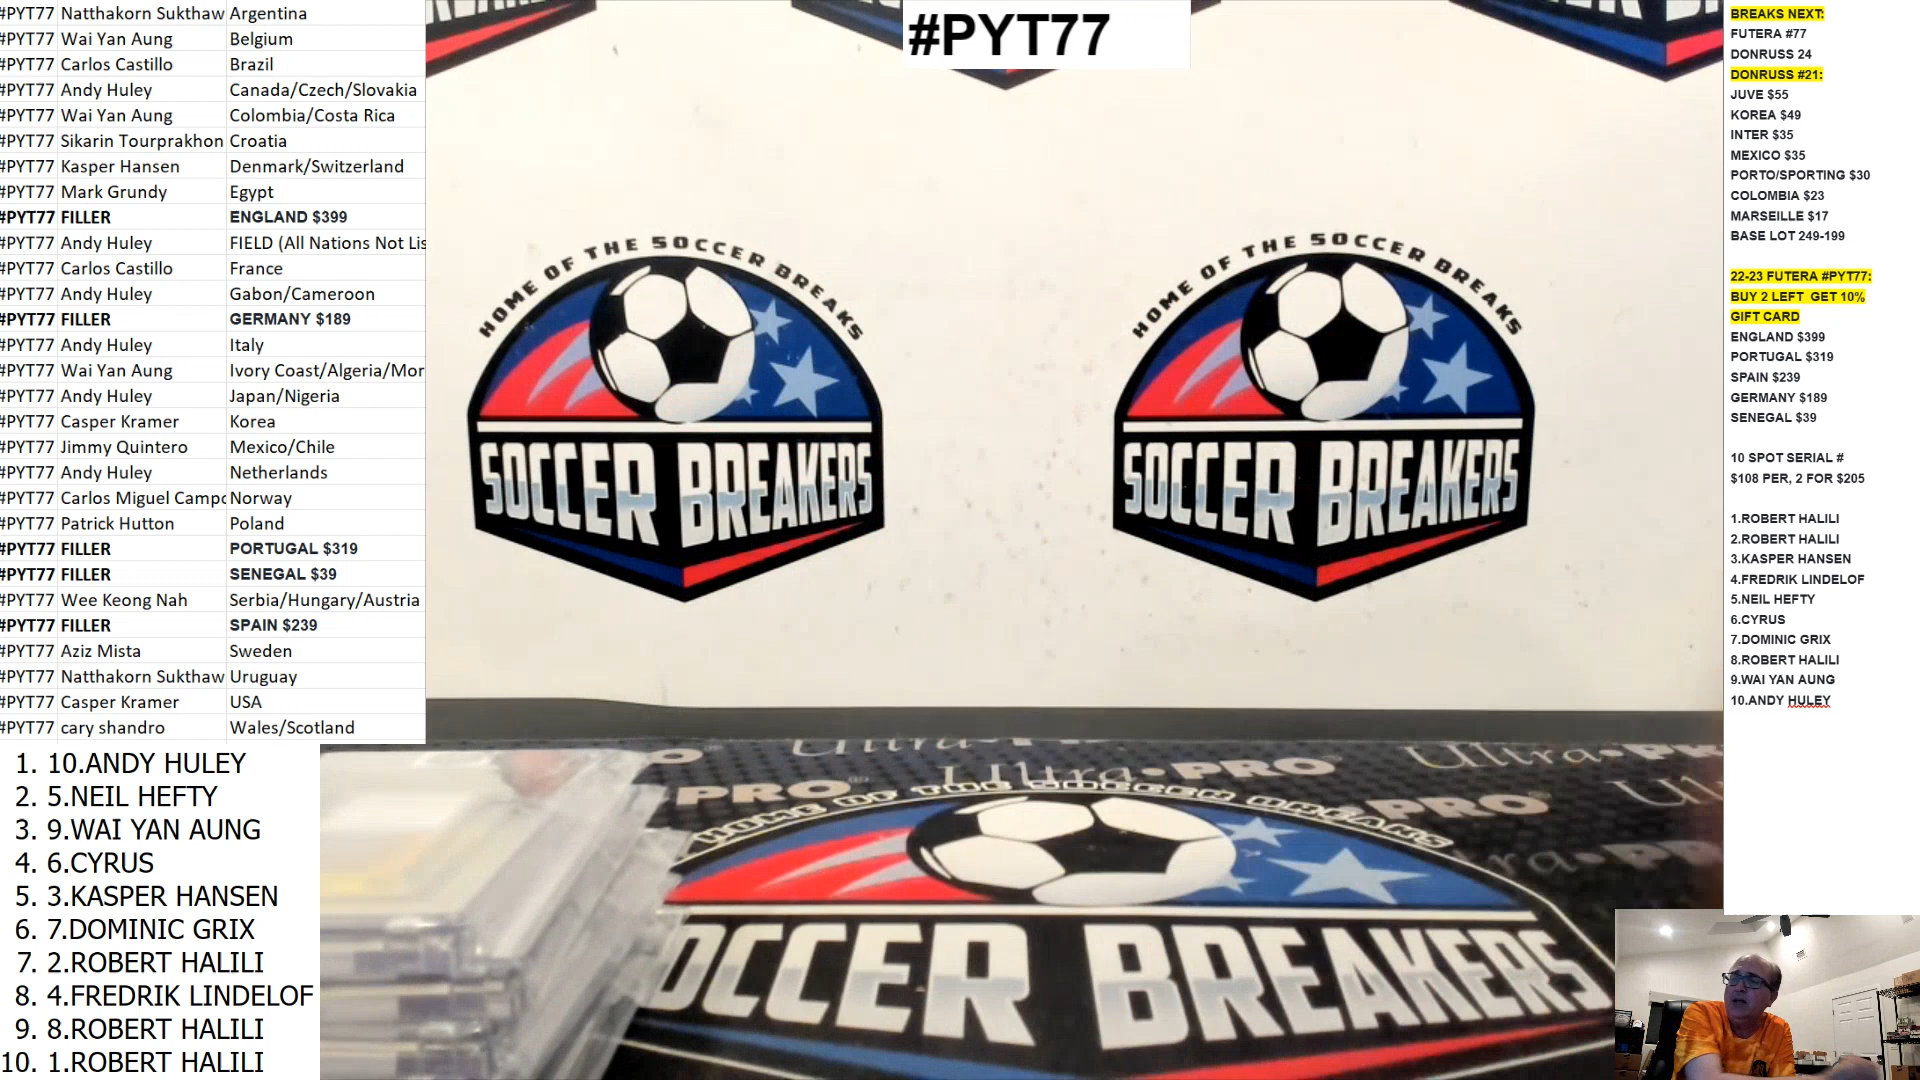 #PYT77 Natthakorn Sukthaw Argentina
#PYT77 Wai Yan Aung Belgium
#PYT77 Carlos Castillo Brazil
#PYT77 Andy Huley Canada/Czech/Slovakia
#PYT77 Wai Yan Aung Colombia/Costa Rica
#PYT77 Sikarin Tourprakhon Croatia
#PYT77 Kasper Hansen Denmark/Switzerland
#PYT77 Mark Grundy Egypt
#PYT77 FILLER ENGLAND $399
#PYT77 Andy Huley FIELD (All Nations Not Lis
#PYT77 Carlos Castillo France
#PYT77 Andy Huley Gabon/Cameroon
#PYT77 FILLER GERMANY $189
#PYT77 Andy Huley Italy
#PYT77 Wai Yan Aung Ivory Coast/Algeria/Mor
#PYT77 Andy Huley Japan/Nigeria
#PYT77 Casper Kramer Korea
#PYT77 Jimmy Quintero Mexico/Chile
#PYT77 Andy Huley Netherlands
#PYT77 Carlos Miguel Campo Norway
#PYT77 Patrick Hutton Poland
#PYT77 FILLER PORTUGAL $319
#PYT77 FILLER SENEGAL $39
#PYT77 Wee Keong Nah Serbia/Hungary/Austria
#PYT77 FILLER SPAIN $239
#PYT77 Aziz Mista Sweden
#PYT77 Natthakorn Sukthaw Uruguay
#PYT77 Casper Kramer USA
#PYT77 cary shandro Wales/Scotland
1. 10.ANDY HULEY
2. 5.NEIL HEFTY
3. 9.WAI YAN AUNG
4. 6.CYRUS
5. 3.KASPER HANSEN
6. 7.DOMINIC GRIX
7. 2.ROBERT HALILI
8. 4.FREDRIK LINDELOF
9. 8.ROBERT HALILI
10. 1.ROBERT HALILI
#PYT77
HOME OF THE SOCCER BREAKS
SOCCER BREAKERS
HOME OF THE SOCCER BREAKS
SOCCER BREAKERS
Ultra PRO
HOME OF THE SOCCER BREAKS
SOCCER BREAKERS
BREAKS NEXT:
FUTERA #77
DONRUSS 24
DONRUSS #21:
JUVE $55
KOREA $49
INTER $35
MEXICO $35
PORTO/SPORTING $30
COLOMBIA $23
MARSEILLE $17
BASE LOT 249-199
22-23 FUTERA #PYT77:
BUY 2 LEFT GET 10%
GIFT CARD
ENGLAND $399
PORTUGAL $319
SPAIN $239
GERMANY $189
SENEGAL $39
10 SPOT SERIAL #
$108 PER, 2 FOR $205
1.ROBERT HALILI
2.ROBERT HALILI
3.KASPER HANSEN
4.FREDRIK LINDELOF
5.NEIL HEFTY
6.CYRUS
7.DOMINIC GRIX
8.ROBERT HALILI
9.WAI YAN AUNG
10.ANDY HULEY